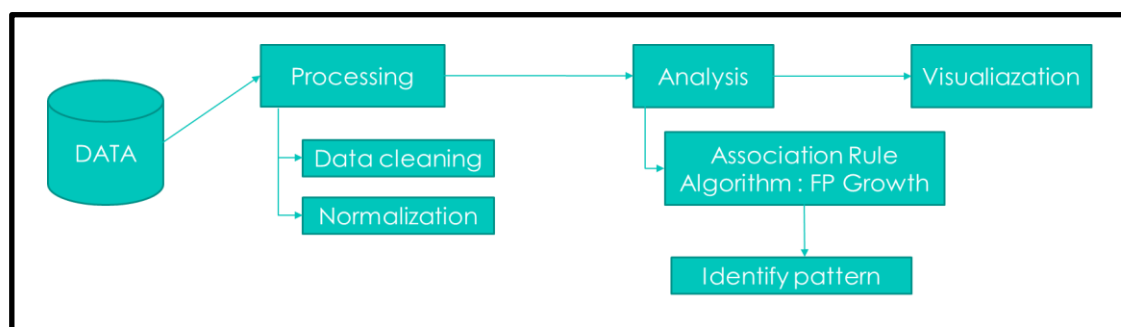 DATA
Processing
Data cleaning
Normalization
Analysis
Association Rule
Algorithm : FP Growth
Identify pattern
Visualiazation